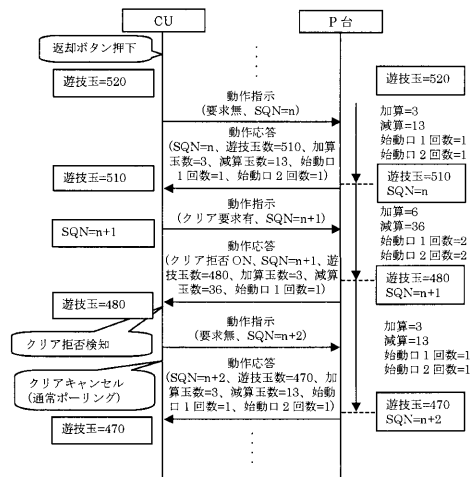 CU
P台
返却ボタン押下
遊技玉=520
遊技玉=520
動作指示
(要求無、SQN=n)
加算=3
減算=13
始動口1回数=1
始動口2回数=1
動作応答
(SQN=n、遊技玉数=510、加算
玉数=3、減算玉数=13、始動口
1回数=1、始動口2回数=1)
遊技玉=510
遊技玉=510
SQN=n
動作指示
(クリア要求有、SQN=n+1)
SQN=n+1
加算=6
減算=36
始動口1回数=2
始動口2回数=2
動作応答
(クリア拒否ON、SQN=n+1、遊
技玉数=480、加算玉数=3、減算
玉数=36、始動口1回数=1)
遊技玉=480
遊技玉=480
SQN=n+1
クリア拒否検知
動作指示
(要求無、SQN=n+2)
加算=3
減算=13
始動口1回数=1
始動口2回数=1
クリアキャンセル
(通常ポーリング)
動作応答
(SQN=n+2、遊技玉数=470、加
算玉数=3、減算玉数=13、始動
口1回数=1、始動口2回数=1)
遊技玉=470
遊技玉=470
SQN=n+2